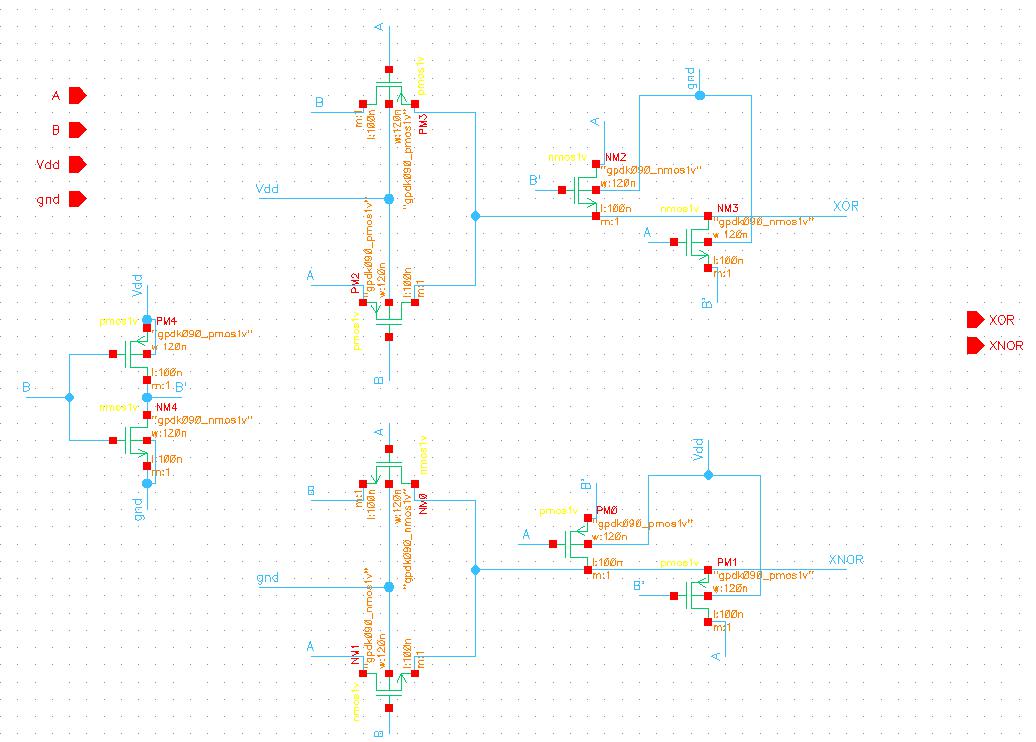 A
B
Vdd
gnd
A
pmos1v
B
m:1
l:100n
w:120n
"gpdk090_pmos1v"
PM3
Vdd
A
PM2
"gpdk090_pmos1v"
w:120n
l:100n
m:1
pmos1v
B
gnd
A
nmos1v
NM2
"gpdk090_nmos1v"
B'
w:120n
l:100n
m:1
nmos1v
NM3
"gpdk090_nmos1v"
XOR
A
w:120n
l:100n
m:1
B'
XOR
XNOR
Vdd
pmos1v
PM4
"gpdk090_pmos1v"
w:120n
l:100n
m:1
B
B'
nmos1v
NM4
"gpdk090_nmos1v"
w:120n
l:100n
m:1
gnd
A
nmos1v
B
m:1
l:100n
w:120n
"gpdk090_nmos1v"
NM0
gnd
A
NM1
"gpdk090_nmos1v"
w:120n
l:100n
m:1
nmos1v
B
Vdd
B'
pmos1v
PM0
"gpdk090_pmos1v"
A
w:120n
l:100n
m:1
PM1
"gpdk090_pmos1v"
XNOR
B'
w:120n
l:100n
m:1
A